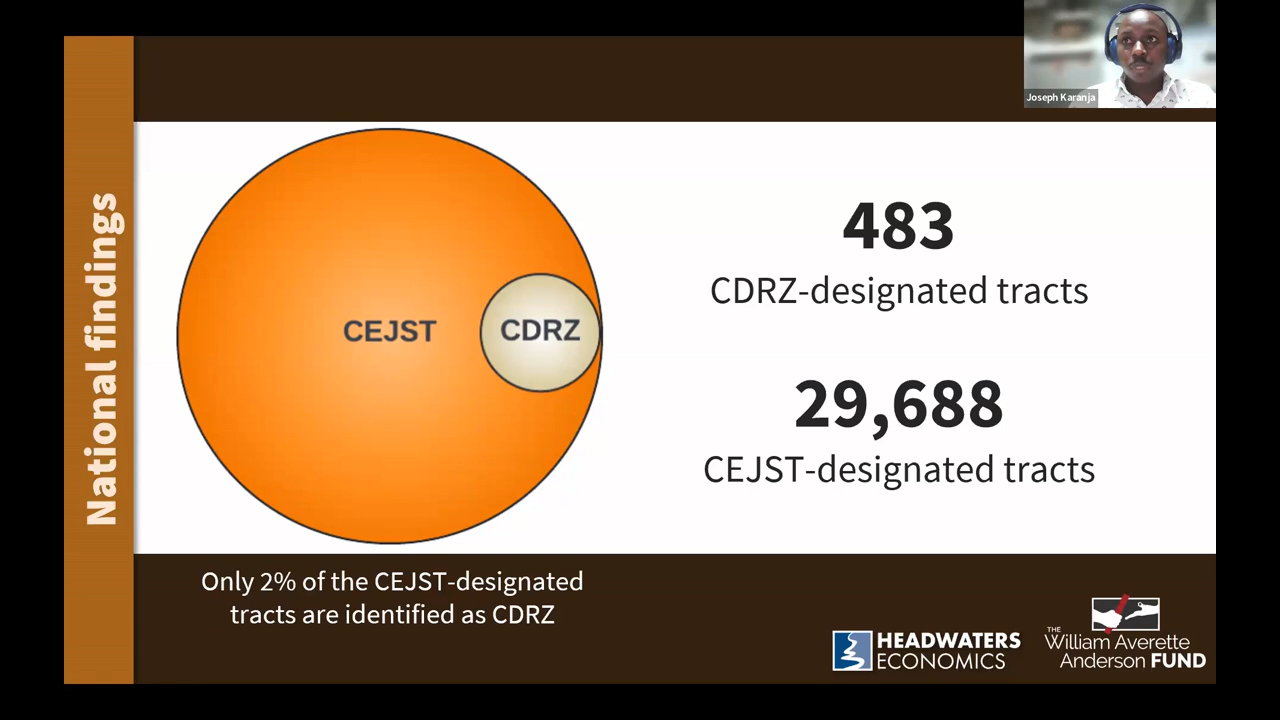 Joseph Karanja
National findings
CEJST
CDRZ
483
CDRZ-designated tracts
29,688
CEJST-designated tracts
Only 2% of the CEJST-designated
tracts are identified as CDRZ
HEADWATERS
ECONOMICS
THE
William Averette
Anderson FUND